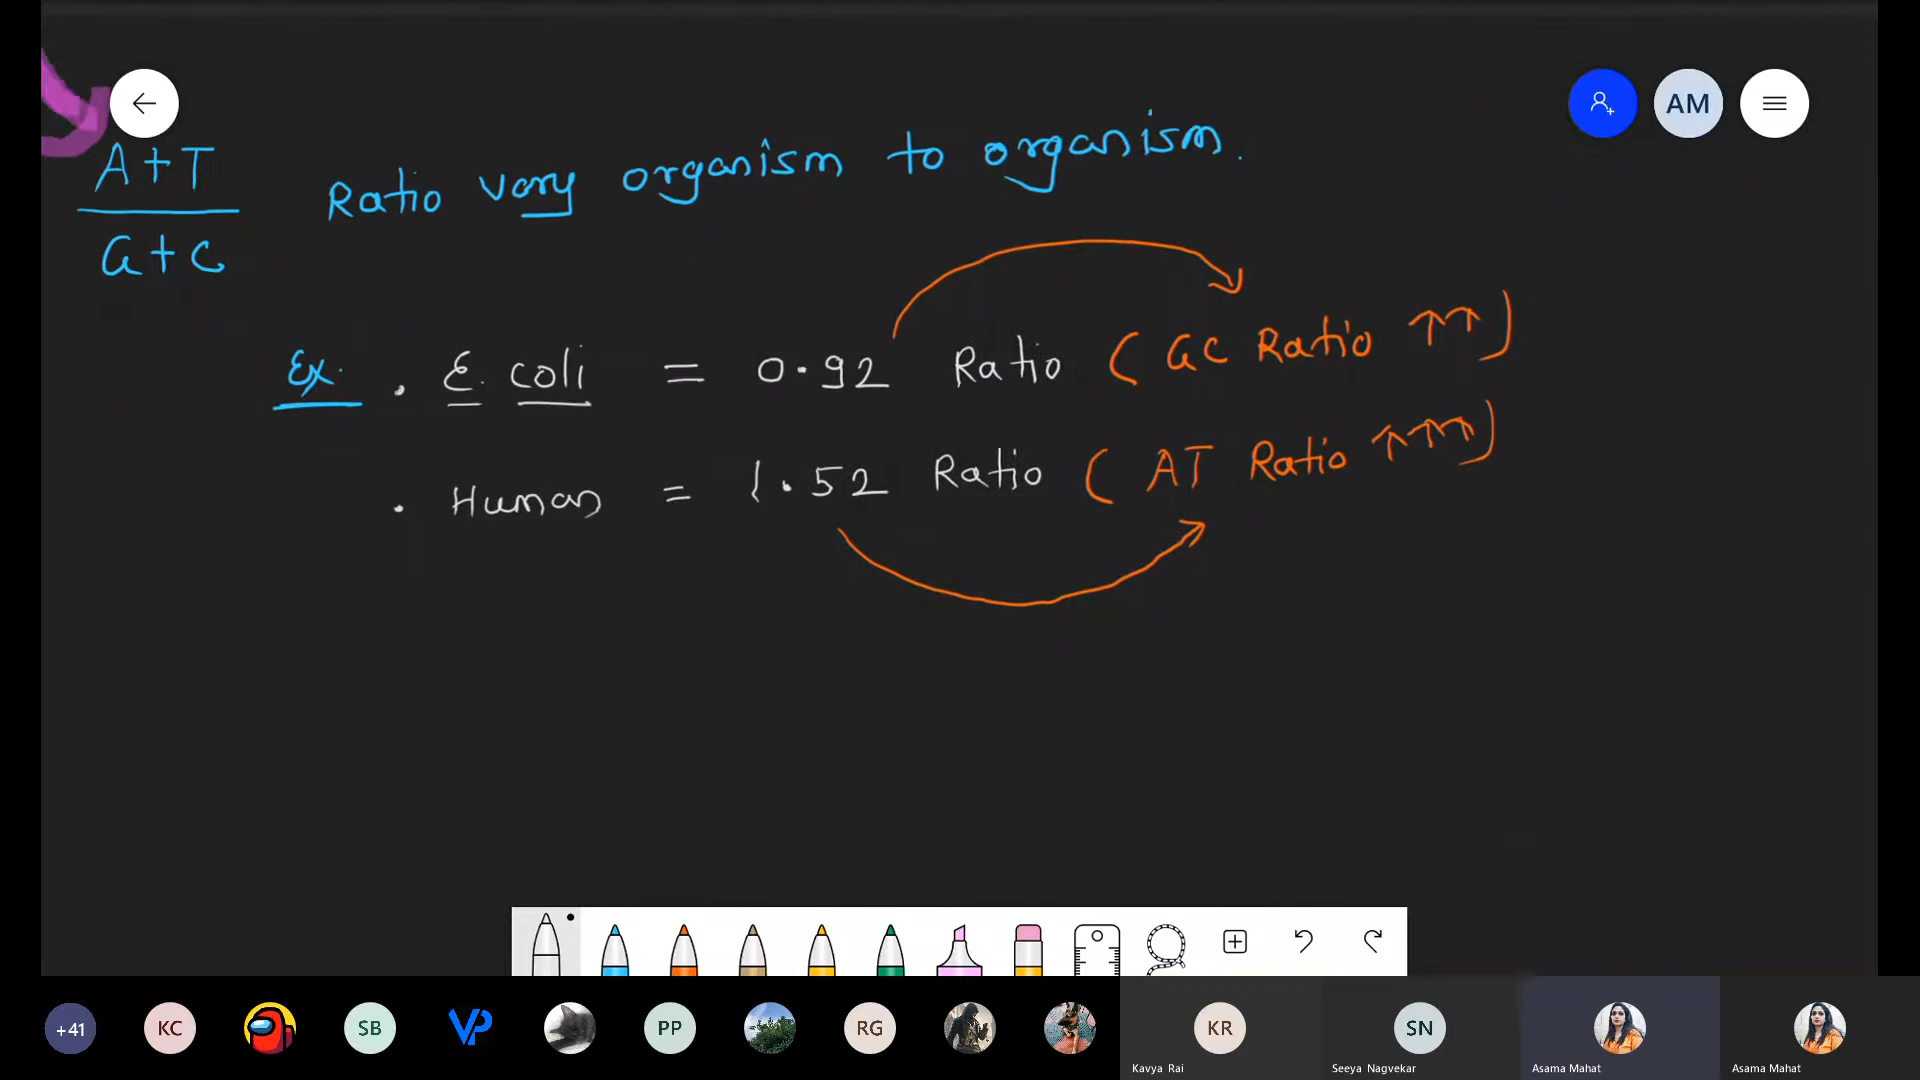 AM
A+T
Ratio vary organism to organism.
G+C
Ex. . E. coli = 0.92 Ratio ( GC Ratio ↑↑ )
. Human = 1.52 Ratio ( AT Ratio ↑↑↑ )
+41
KC
SB
VP
PP
RG
KR
SN
Kavya Rai
Seeya Nagvekar
Asama Mahat
Asama Mahat